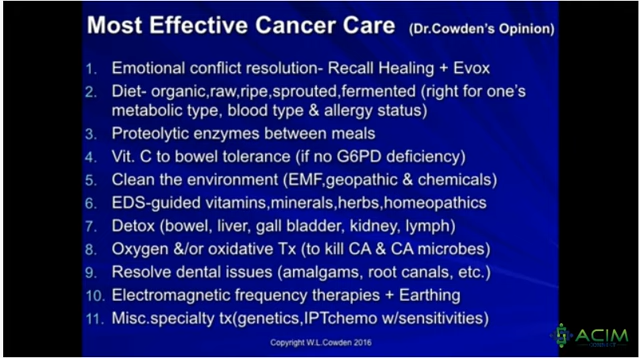 Most Effective Cancer Care (Dr.Cowden's Opinion)
1. Emotional conflict resolution- Recall Healing + Evox
2. Diet- organic,raw,ripe,sprouted,fermented (right for one's
metabolic type, blood type & allergy status)
3. Proteolytic enzymes between meals
4. Vit. C to bowel tolerance (if no G6PD deficiency)
5. Clean the environment (EMF,geopathic & chemicals)
6. EDS-guided vitamins,minerals,herbs,homeopathics
7. Detox (bowel, liver, gall bladder, kidney, lymph)
8. Oxygen &/or oxidative Tx (to kill CA & CA microbes)
9. Resolve dental issues (amalgams, root canals, etc.)
10. Electromagnetic frequency therapies + Earthing
11. Misc.specialty tx(genetics,IPTchemo w/sensitivities)
Copyright W.L.Cowden 2016
ACIM